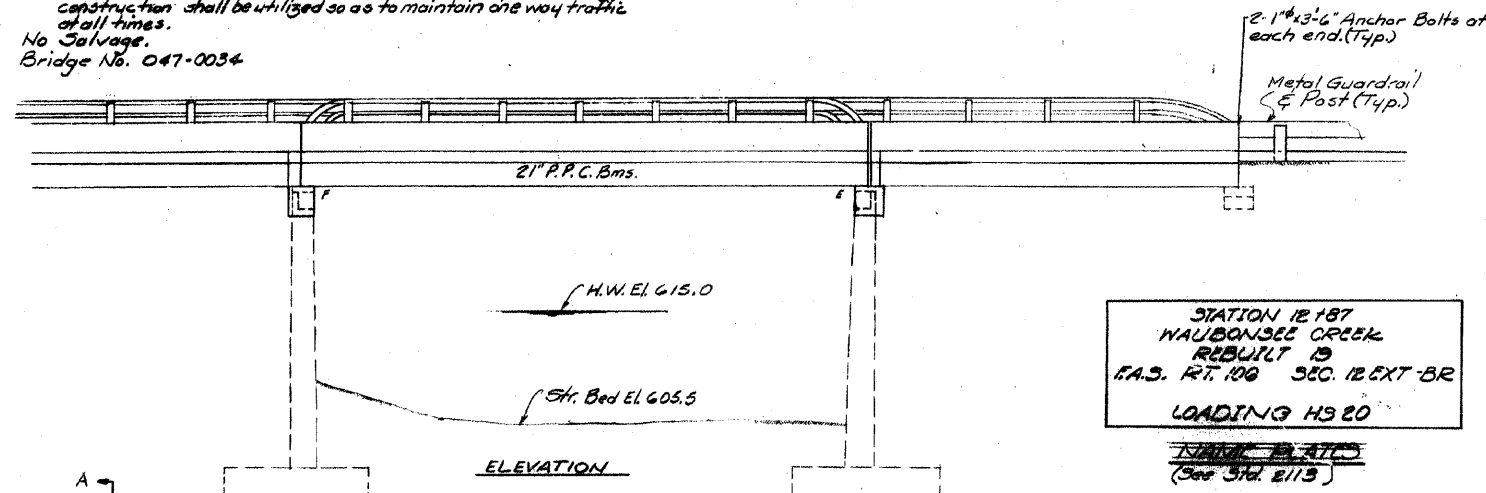 construction shall be utilized so as to maintain one way traffic
at all times.
No Salvage.
Bridge No. 047-0034
2-1"φx3'-6" Anchor Bolts at
each end. (Typ.)
Metal Guardrail
& Post (Typ.)
21" P.P.C. Bms.
F
E
H.W. El. 615.0
Str. Bed El. 605.5
ELEVATION
A
STATION 12+87
WAUBONSEE CREEK
REBUILT 19
F.A.S. RT. 106 SEC. 12 EXT-BR
LOADING HS 20
NAME PLATES
(See Std. 2113)